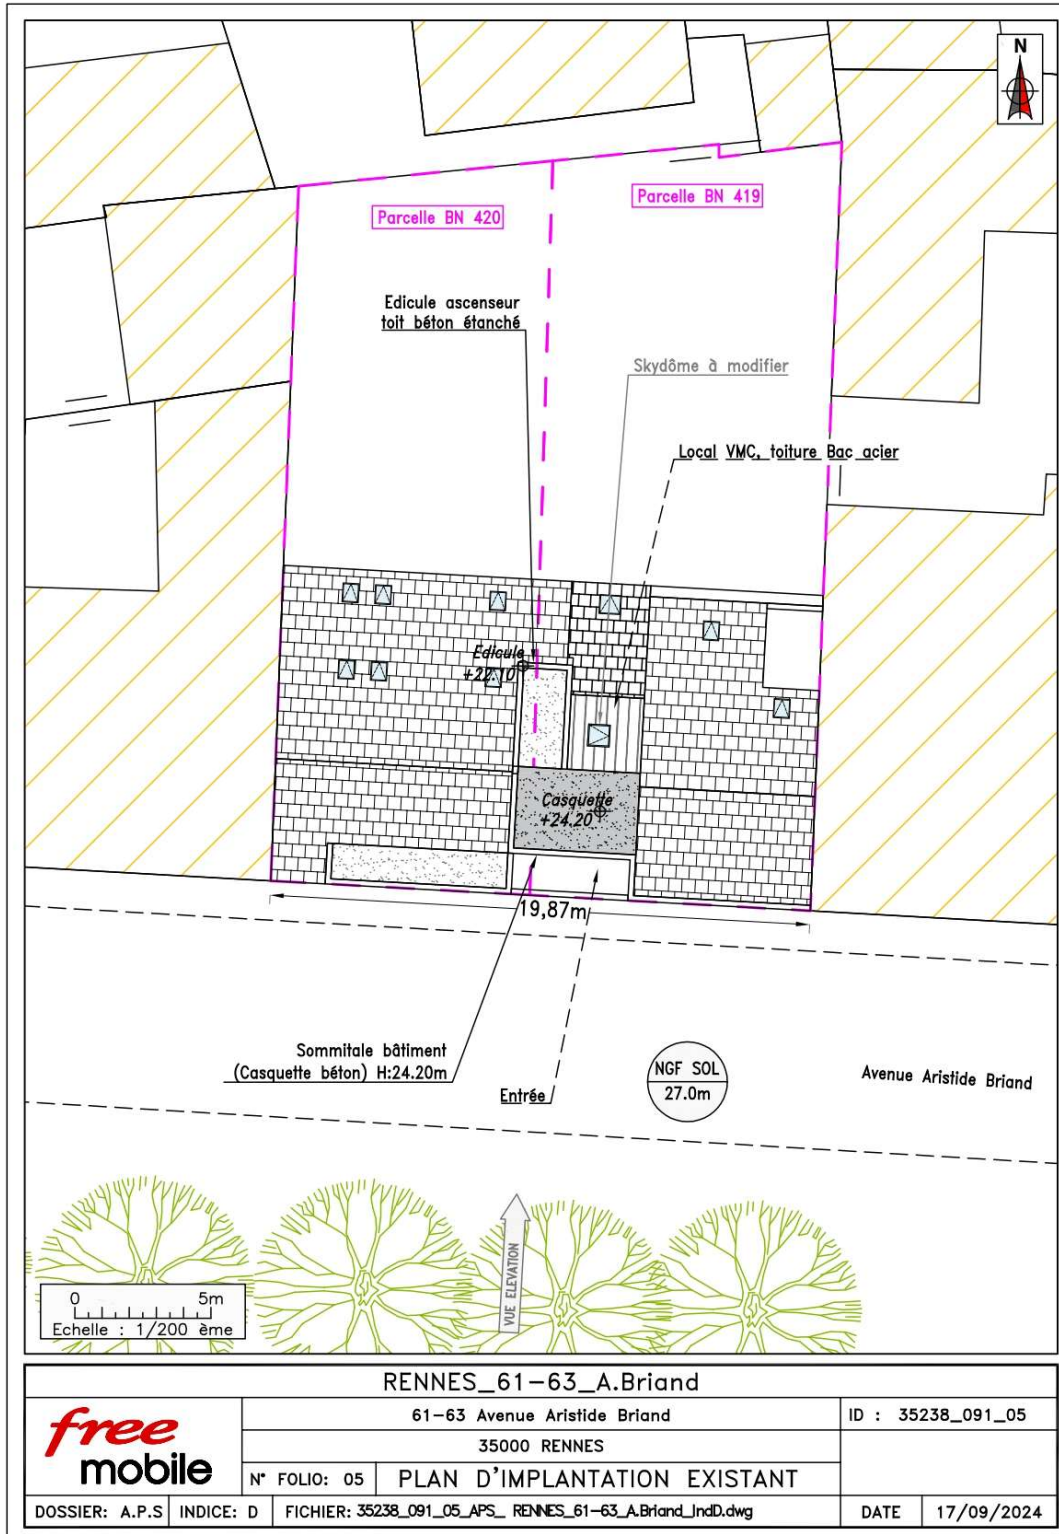 N
Parcelle BN 420
Parcelle BN 419
Edicule ascenseur
toit béton étanché
Skydôme à modifier
Local VMC, toiture Bac acier
Edicule
+22.10
Casquette
+24.20
19,87m
Sommitale bâtiment
(Casquette béton) H:24.20m
Entrée
NGF SOL
27.0m
Avenue Aristide Briand
VUE ELEVATION
0 5m
Echelle : 1/200 ème
RENNES_61-63_A.Briand
free
mobile
61-63 Avenue Aristide Briand
ID : 35238_091_05
35000 RENNES
N° FOLIO: 05
PLAN D'IMPLANTATION EXISTANT
DOSSIER: A.P.S
INDICE: D
FICHIER: 35238_091_05_APS_ RENNES_61-63_A.Briand_IndD.dwg
DATE
17/09/2024